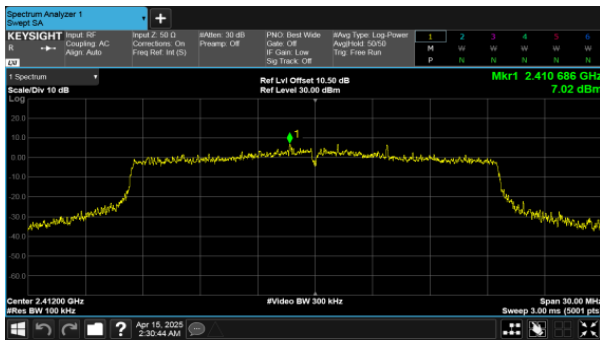 Spectrum Analyzer 1
Swept SA
+
KEYSIGHT
R
LXI
Input: RF
Coupling: AC
Align: Auto
Input Z: 50 Ω
Corrections: On
Freq Ref: Int (S)
#Atten: 30 dB
Preamp: Off
PNO: Best Wide
Gate: Off
IF Gain: Low
Sig Track: Off
#Avg Type: Log-Power
Avg|Hold: 50/50
Trig: Free Run
1 2 3 4 5 6
M W W W W W
P N N N N N
1 Spectrum
Scale/Div 10 dB
Ref Lvl Offset 10.50 dB
Ref Level 30.00 dBm
Mkr1 2.410 686 GHz
7.02 dBm
Log
20.0
10.0
1
0.00
-10.0
-20.0
-30.0
-40.0
-50.0
-60.0
Center 2.41200 GHz
#Res BW 100 kHz
#Video BW 300 kHz
Span 30.00 MHz
Sweep 3.00 ms (5001 pts)
?
Apr 15, 2025
2:30:44 AM